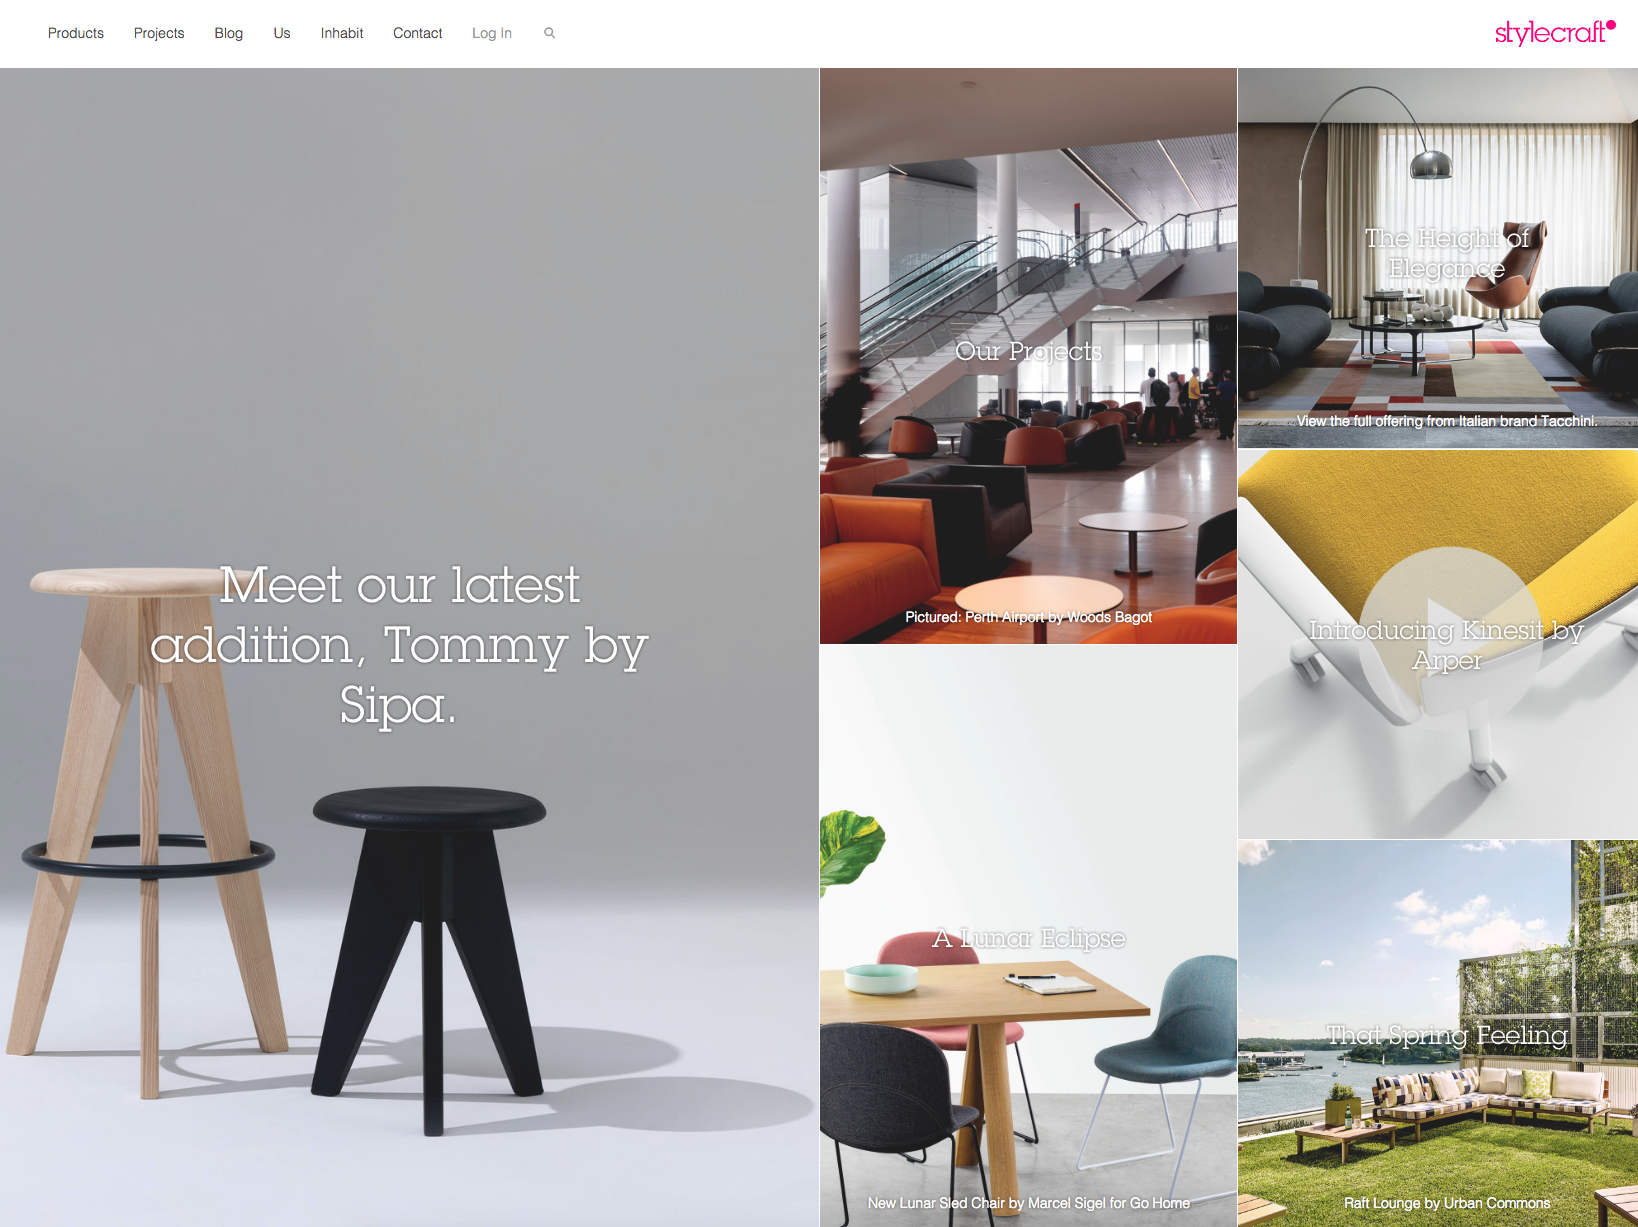 Products Projects Blog Us Inhabit Contact Log In
stylecraft
Meet our latest
addition, Tommy by
Sipa.
Our Projects
Pictured: Perth Airport by Woods Bagot
The Height of
Elegance
View the full offering from Italian brand Tacchini.
Introducing Kinesit by
Arper
A Lunar Eclipse
New Lunar Sled Chair by Marcel Sigel for Go Home
That Spring Feeling
Raft Lounge by Urban Commons